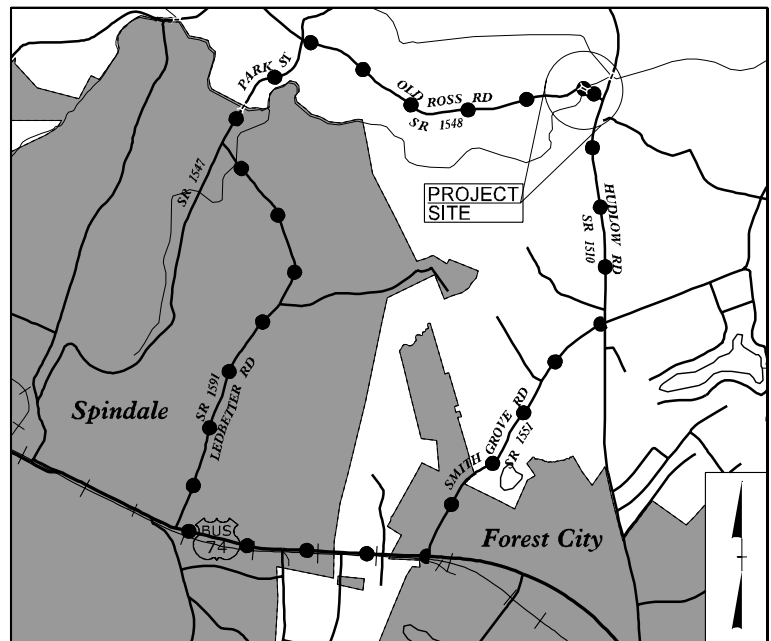 PARK ST
OLD ROSS RD
SR 1548
SR 1547
PROJECT
SITE
HUDLOW RD
SR 1510
SR 1591
LEDBETTER RD
Spindale
SMITH GROVE RD
SR 1551
BUS
74
Forest City